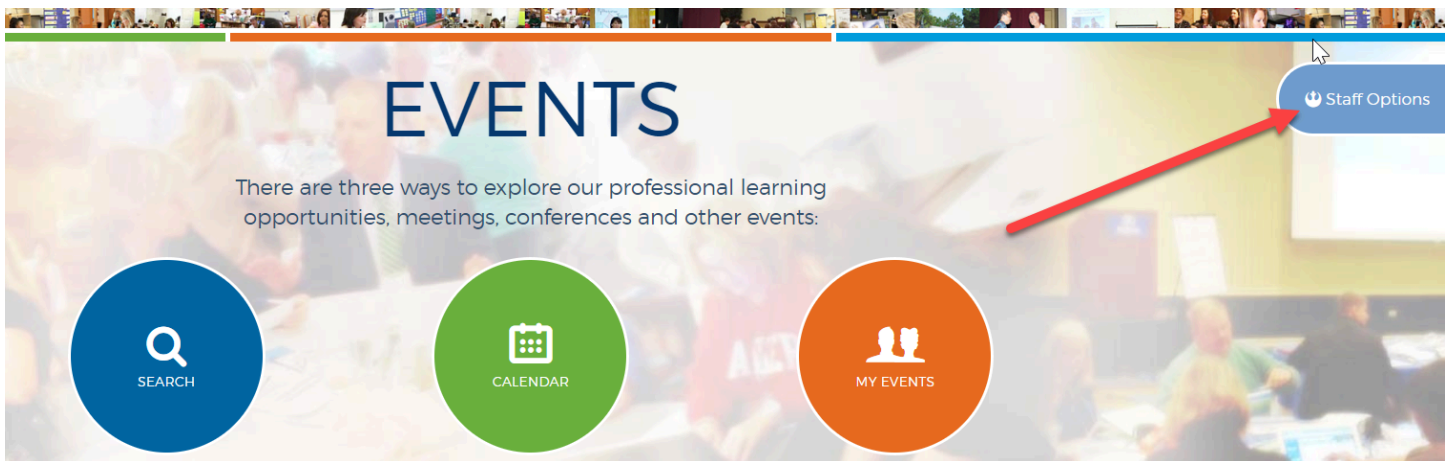 EVENTS
Staff Options
There are three ways to explore our professional learning
opportunities, meetings, conferences and other events:
SEARCH
CALENDAR
MY EVENTS